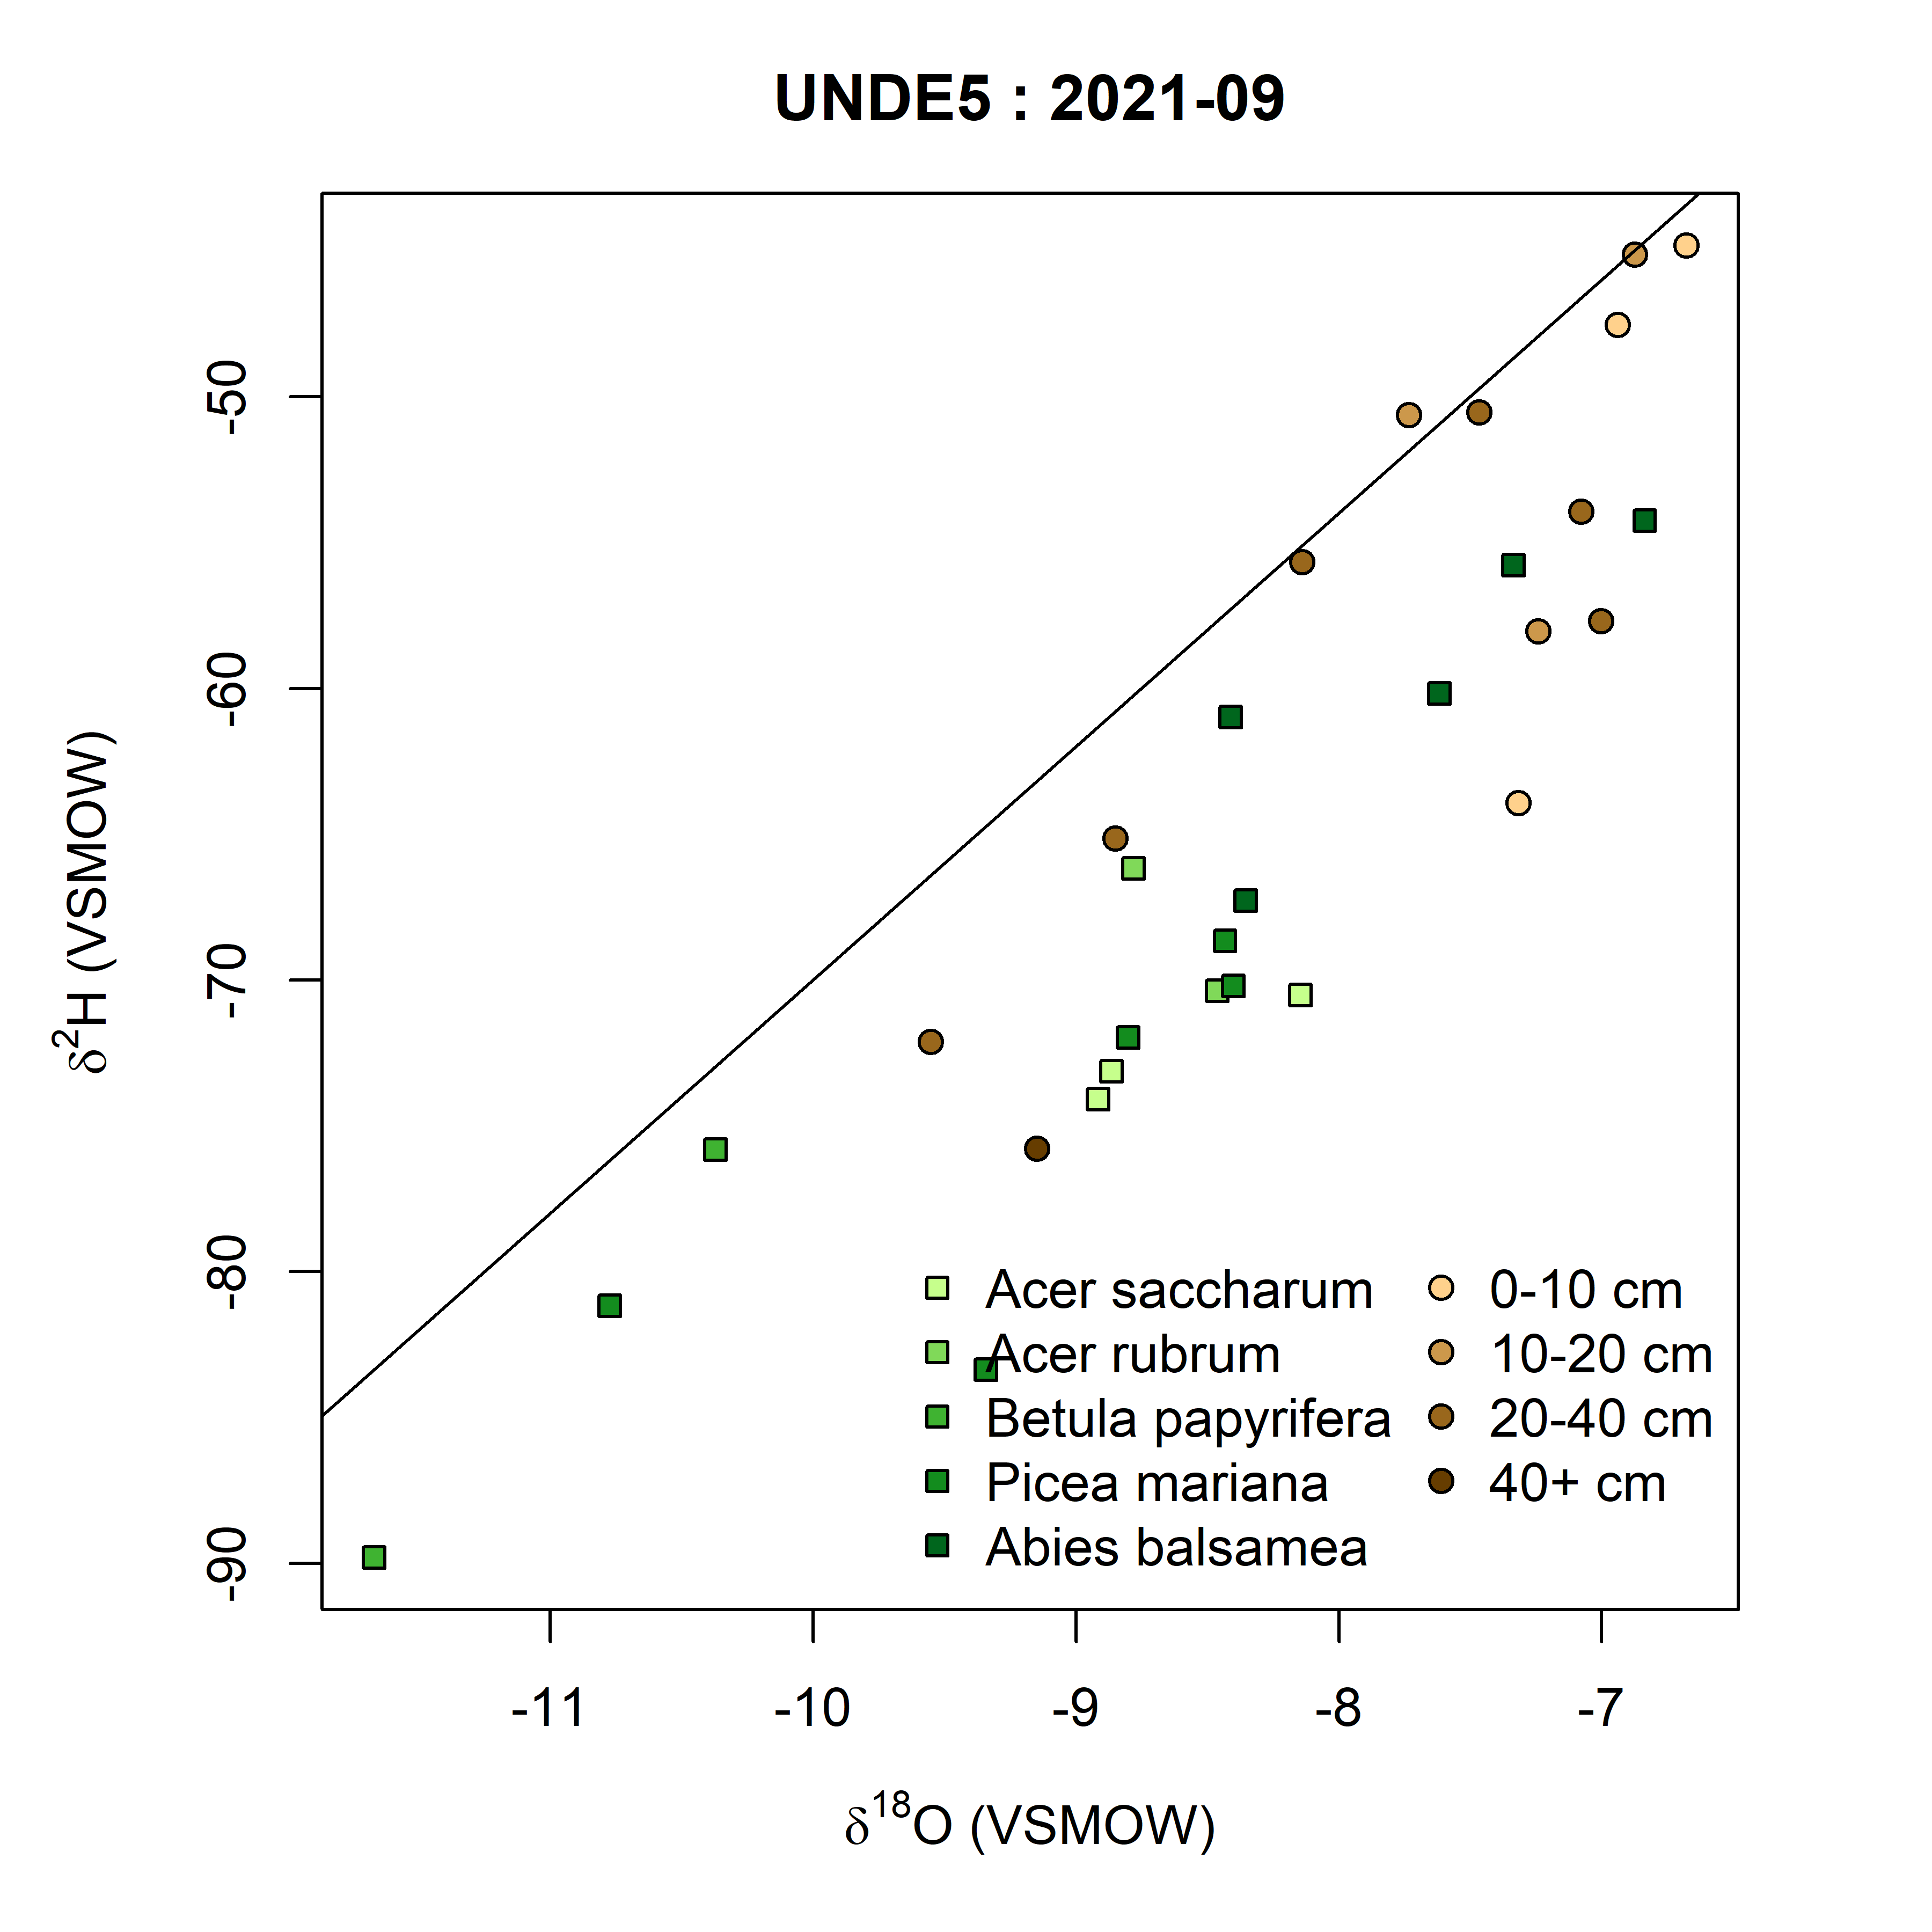 UNDE5 : 2021-09
δ²H (VSMOW)
-50
-60
-70
-80
-90
Acer saccharum
Acer rubrum
Betula papyrifera
Picea mariana
Abies balsamea
0-10 cm
10-20 cm
20-40 cm
40+ cm
-11 -10 -9 -8 -7
δ¹⁸O (VSMOW)